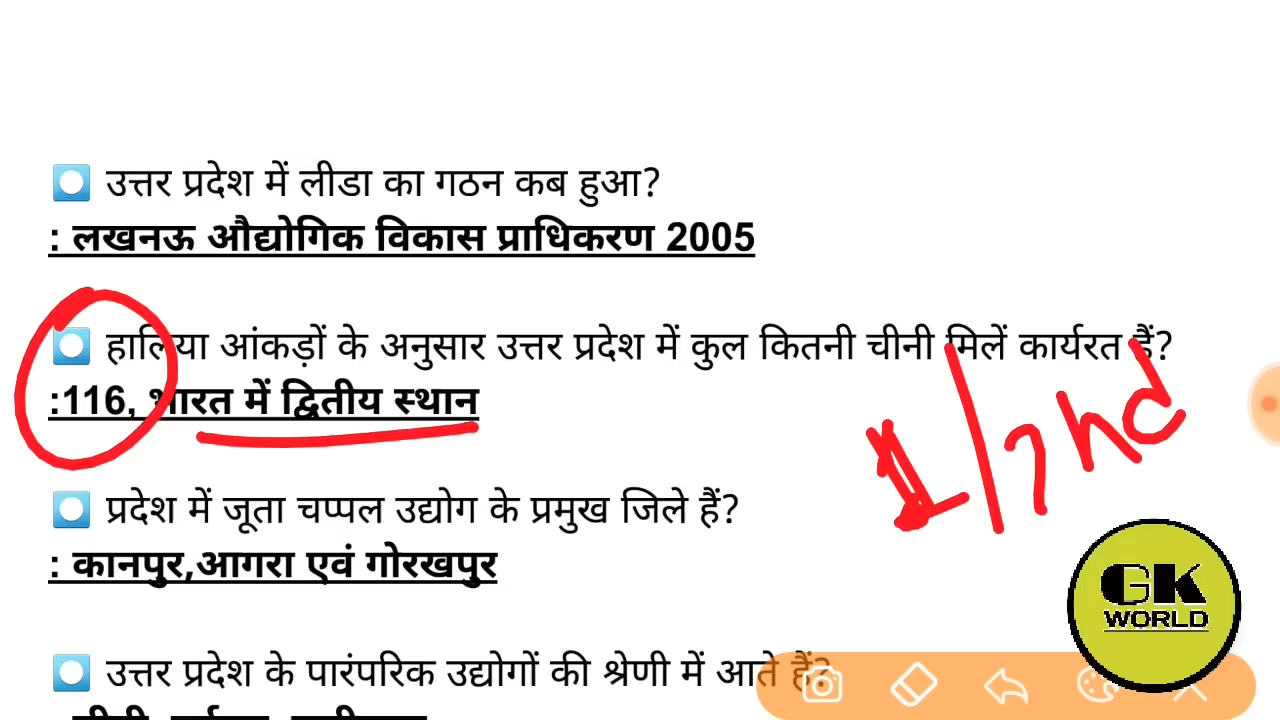 उत्तर प्रदेश में लीडा का गठन कब हुआ?
: लखनऊ औद्योगिक विकास प्राधिकरण 2005
हालिया आंकड़ों के अनुसार उत्तर प्रदेश में कुल कितनी चीनी मिलें कार्यरत हैं?
:116, भारत में द्वितीय स्थान
1/2nd
प्रदेश में जूता चप्पल उद्योग के प्रमुख जिले हैं?
: कानपुर,आगरा एवं गोरखपुर
GK
WORLD
उत्तर प्रदेश के पारंपरिक उद्योगों की श्रेणी में आते हैं?